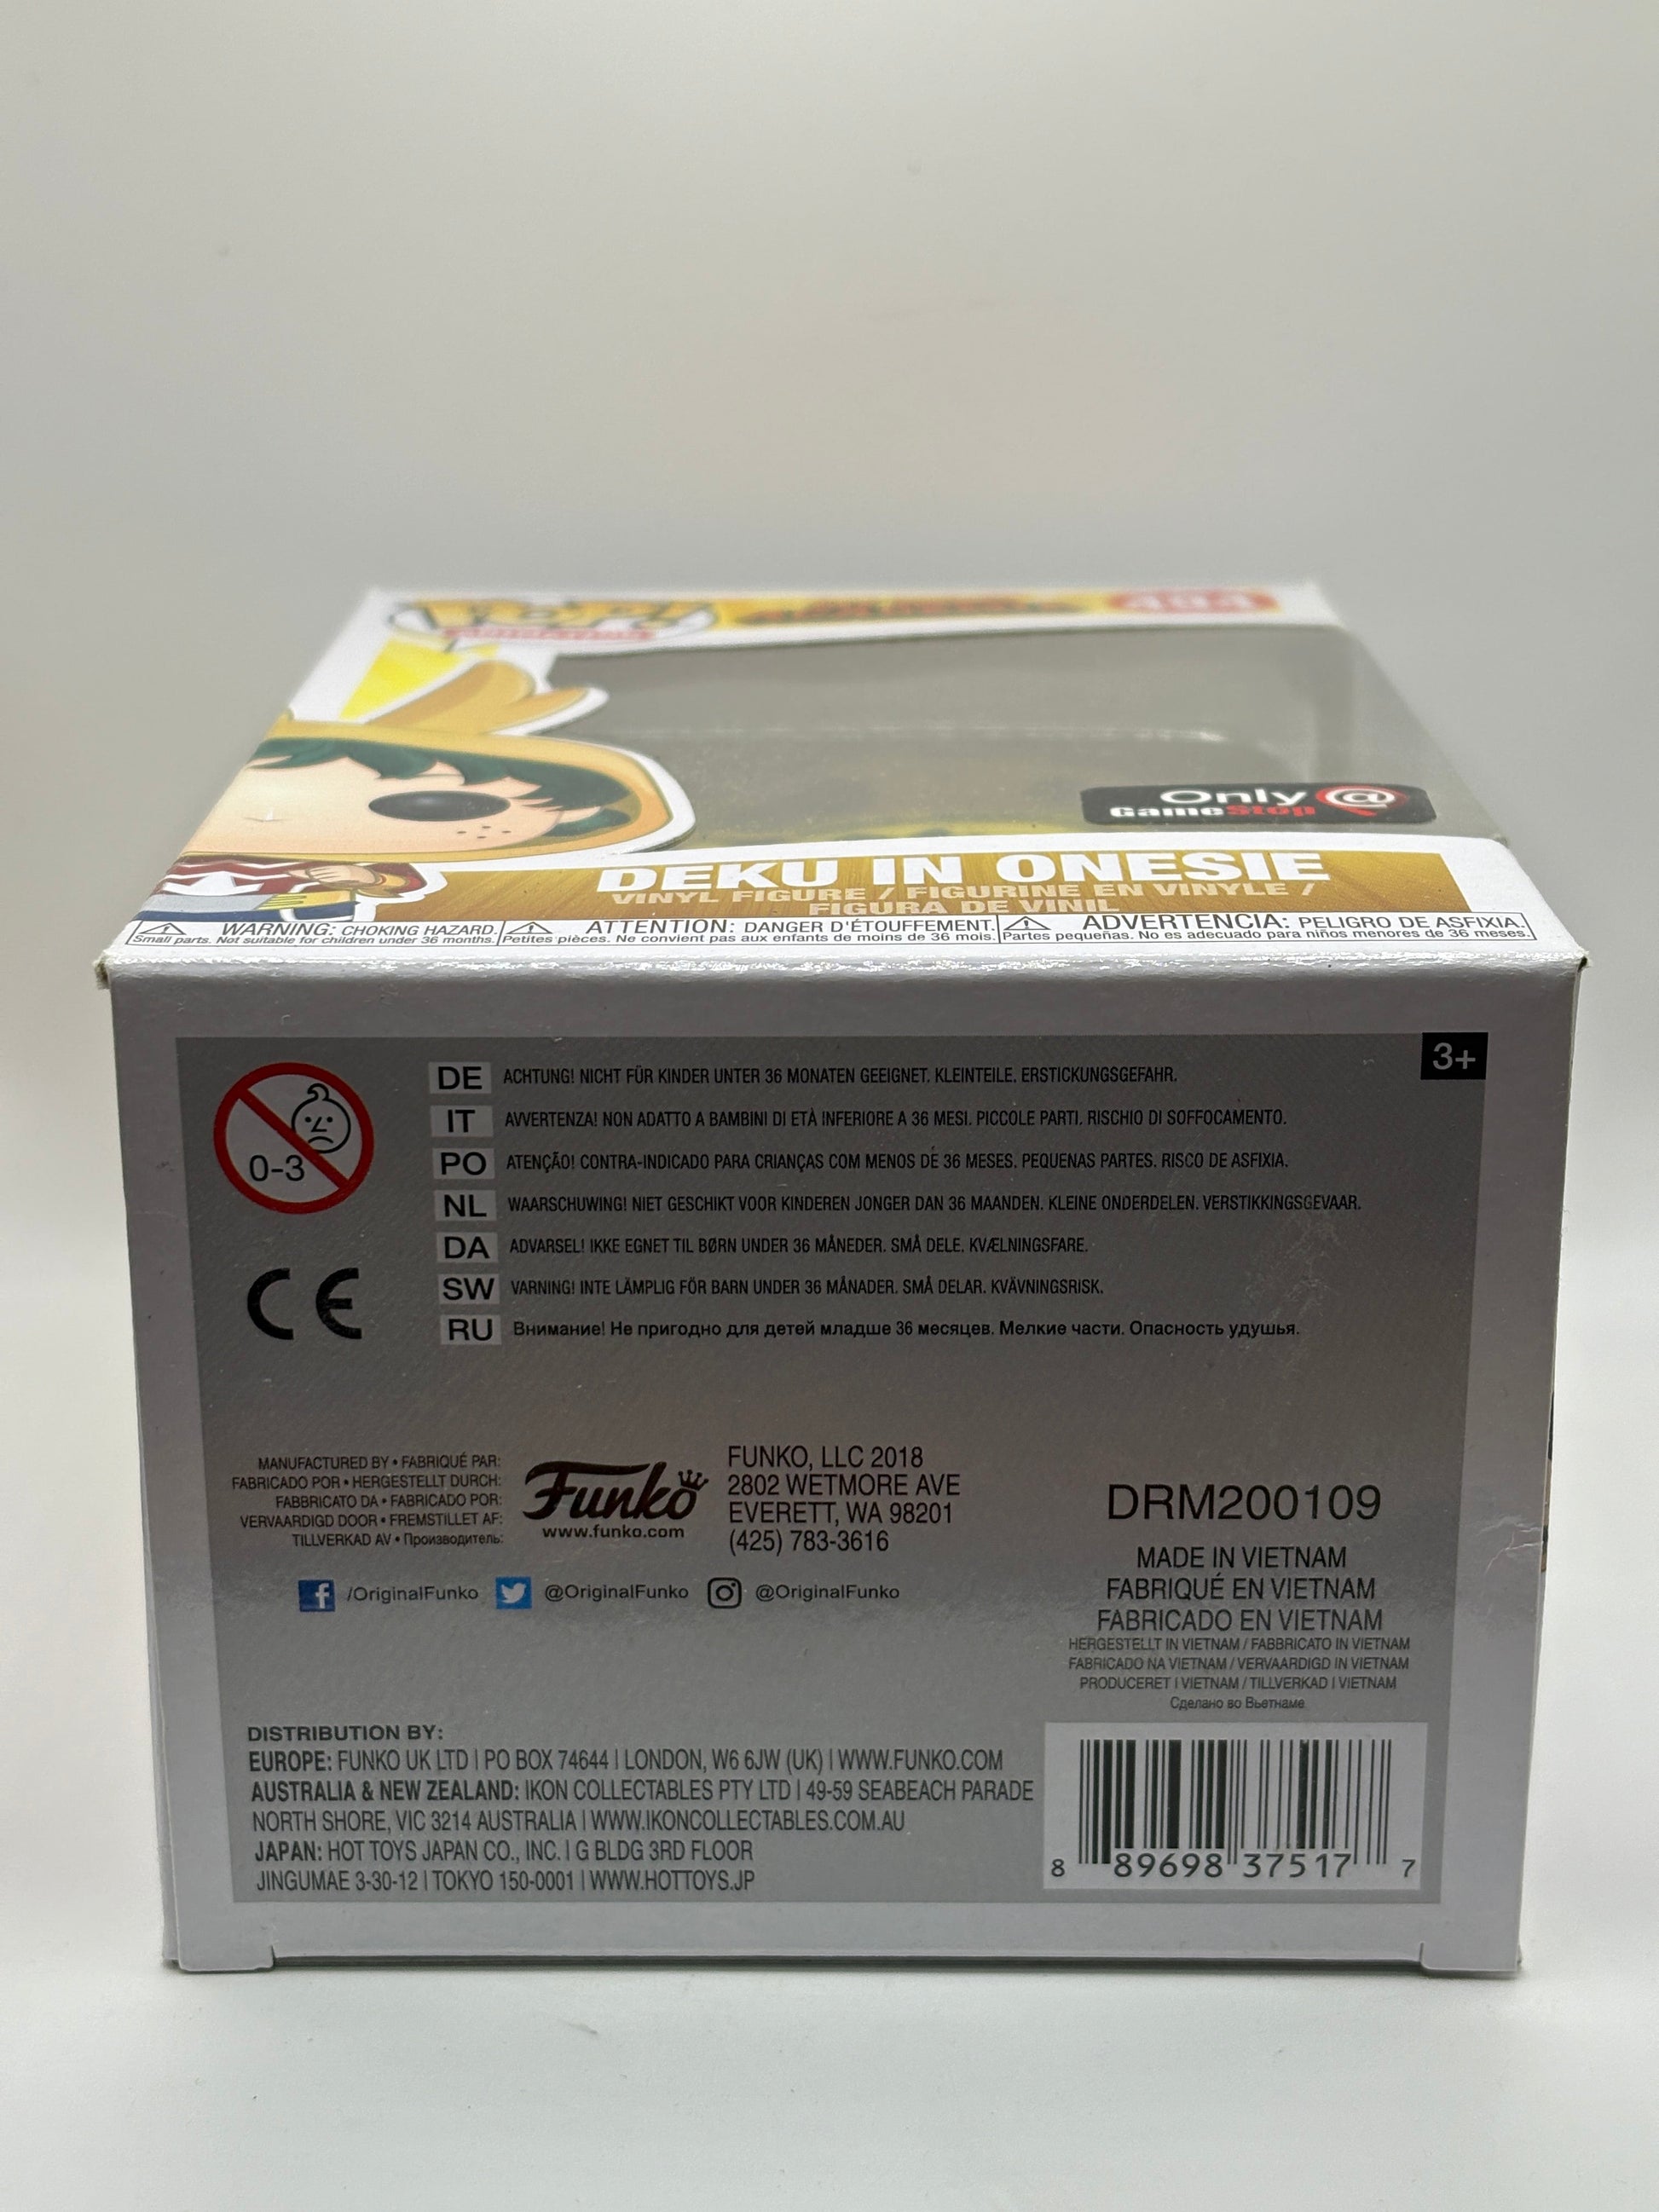 POP!
ANIMATION
494
Only @
GameStop
DEKU IN ONESIE
VINYL FIGURE / FIGURINE EN VINYLE /
FIGURA DE VINIL
WARNING: CHOKING HAZARD.
Small parts. Not suitable for children under 36 months.
ATTENTION: DANGER D'ÉTOUFFEMENT.
Petites pièces. Ne convient pas aux enfants de moins de 36 mois.
ADVERTENCIA: PELIGRO DE ASFIXIA.
Partes pequeñas. No es adecuado para niños menores de 36 meses.
3+
0-3
DE ACHTUNG! NICHT FÜR KINDER UNTER 36 MONATEN GEEIGNET. KLEINTEILE. ERSTICKUNGSGEFAHR.
IT AVVERTENZA! NON ADATTO A BAMBINI DI ETÀ INFERIORE A 36 MESI. PICCOLE PARTI. RISCHIO DI SOFFOCAMENTO.
PO ATENÇÃO! CONTRA-INDICADO PARA CRIANÇAS COM MENOS DE 36 MESES. PEQUENAS PARTES. RISCO DE ASFIXIA.
NL WAARSCHUWING! NIET GESCHIKT VOOR KINDEREN JONGER DAN 36 MAANDEN. KLEINE ONDERDELEN. VERSTIKKINGSGEVAAR.
DA ADVARSEL! IKKE EGNET TIL BØRN UNDER 36 MÅNEDER. SMÅ DELE. KVÆLNINGSFARE.
SW VARNING! INTE LÄMPLIG FÖR BARN UNDER 36 MÅNADER. SMÅ DELAR. KVÄVNINGSRISK.
RU Внимание! Не пригодно для детей младше 36 месяцев. Мелкие части. Опасность удушья.
CE
MANUFACTURED BY • FABRIQUÉ PAR:
FABRICADO POR • HERGESTELLT DURCH:
FABBRICATO DA • FABRICADO POR:
VERVAARDIGD DOOR • FREMSTILLET AF:
TILLVERKAD AV • Производитель:
Funko
www.funko.com
FUNKO, LLC 2018
2802 WETMORE AVE
EVERETT, WA 98201
(425) 783-3616
/OriginalFunko @OriginalFunko @OriginalFunko
DRM200109
MADE IN VIETNAM
FABRIQUÉ EN VIETNAM
FABRICADO EN VIETNAM
HERGESTELLT IN VIETNAM / FABBRICATO IN VIETNAM
FABRICADO NA VIETNAM / VERVAARDIGD IN VIETNAM
PRODUCERET I VIETNAM / TILLVERKAD I VIETNAM
Сделано во Вьетнаме
DISTRIBUTION BY:
EUROPE: FUNKO UK LTD | PO BOX 74644 | LONDON, W6 6JW (UK) | WWW.FUNKO.COM
AUSTRALIA & NEW ZEALAND: IKON COLLECTABLES PTY LTD | 49-59 SEABEACH PARADE
NORTH SHORE, VIC 3214 AUSTRALIA | WWW.IKONCOLLECTABLES.COM.AU
JAPAN: HOT TOYS JAPAN CO., INC. | G BLDG 3RD FLOOR
JINGUMAE 3-30-12 | TOKYO 150-0001 | WWW.HOTTOYS.JP
8 89698 37517 7